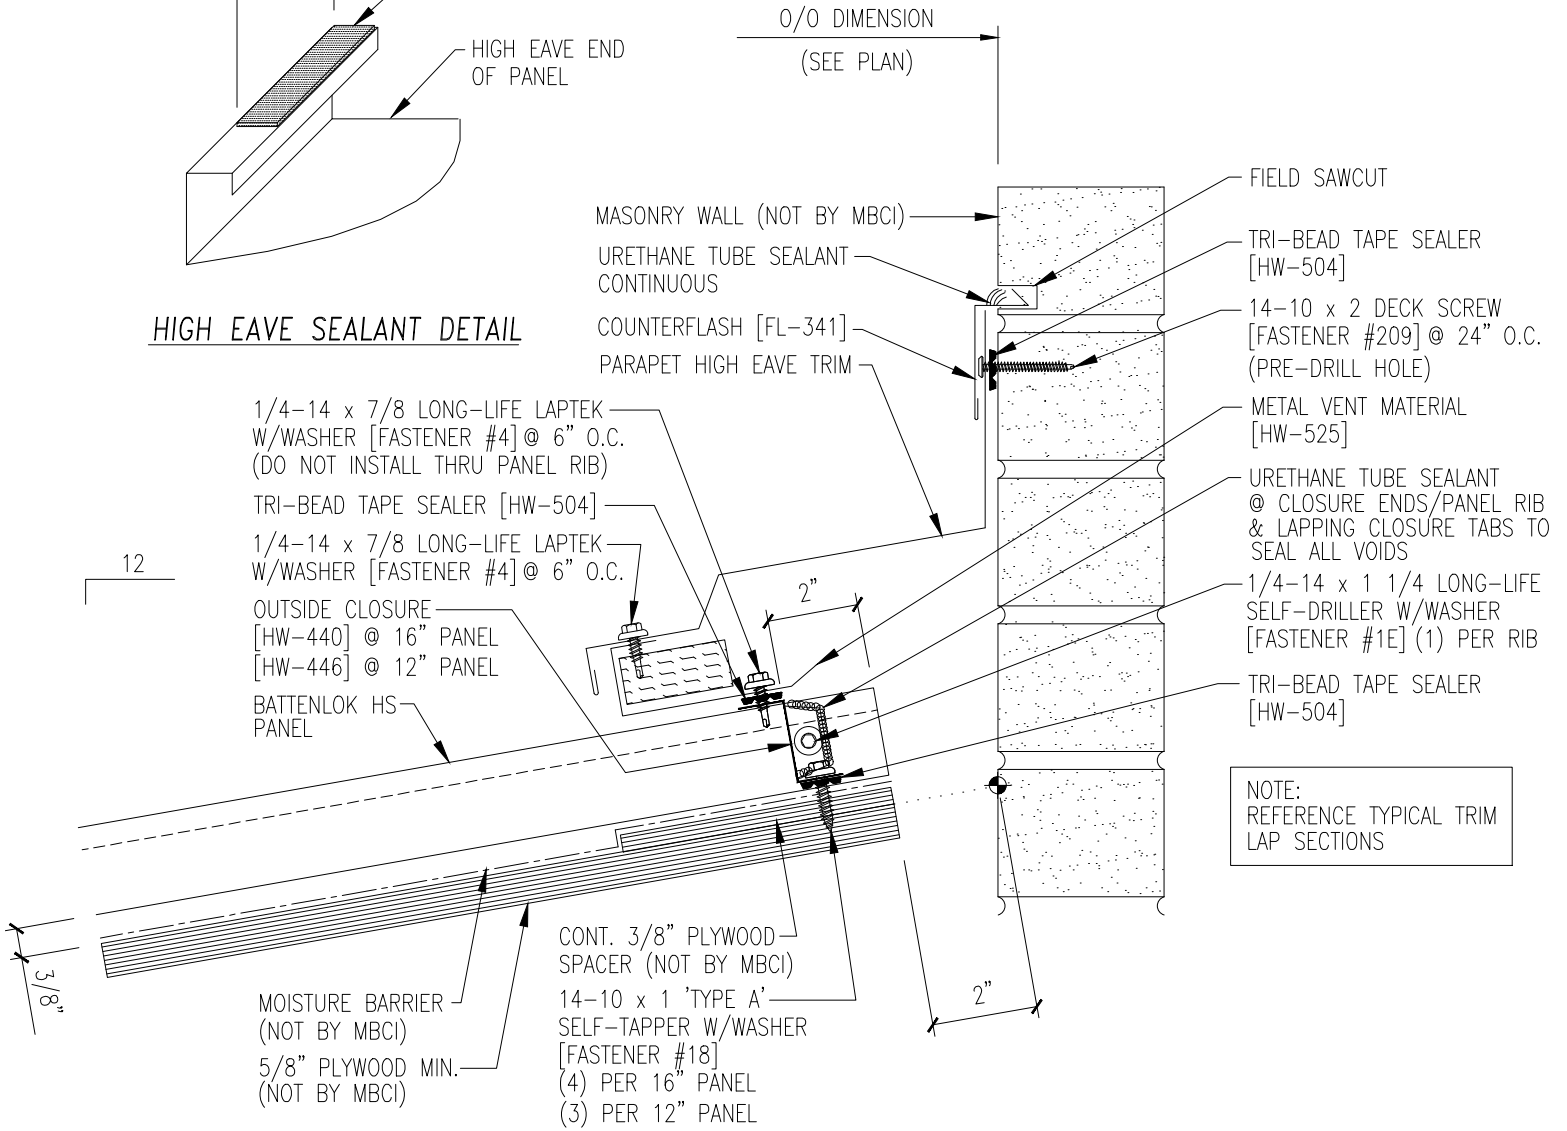 O/O DIMENSION
(SEE PLAN)
HIGH EAVE END
OF PANEL
HIGH EAVE SEALANT DETAIL
MASONRY WALL (NOT BY MBCI)
URETHANE TUBE SEALANT
CONTINUOUS
COUNTERFLASH [FL-341]
PARAPET HIGH EAVE TRIM
FIELD SAWCUT
TRI-BEAD TAPE SEALER
[HW-504]
14-10 x 2 DECK SCREW
[FASTENER #209] @ 24" O.C.
(PRE-DRILL HOLE)
METAL VENT MATERIAL
[HW-525]
URETHANE TUBE SEALANT
@ CLOSURE ENDS/PANEL RIB
& LAPPING CLOSURE TABS TO
SEAL ALL VOIDS
1/4-14 x 1 1/4 LONG-LIFE
SELF-DRILLER W/WASHER
[FASTENER #1E] (1) PER RIB
TRI-BEAD TAPE SEALER
[HW-504]
NOTE:
REFERENCE TYPICAL TRIM
LAP SECTIONS
1/4-14 x 7/8 LONG-LIFE LAPTEK
W/WASHER [FASTENER #4] @ 6" O.C.
(DO NOT INSTALL THRU PANEL RIB)
TRI-BEAD TAPE SEALER [HW-504]
1/4-14 x 7/8 LONG-LIFE LAPTEK
W/WASHER [FASTENER #4] @ 6" O.C.
12
OUTSIDE CLOSURE
[HW-440] @ 16" PANEL
[HW-446] @ 12" PANEL
BATTENLOK HS
PANEL
2"
3/8"
MOISTURE BARRIER
(NOT BY MBCI)
5/8" PLYWOOD MIN.
(NOT BY MBCI)
CONT. 3/8" PLYWOOD
SPACER (NOT BY MBCI)
14-10 x 1 'TYPE A'
SELF-TAPPER W/WASHER
[FASTENER #18]
(4) PER 16" PANEL
(3) PER 12" PANEL
2"